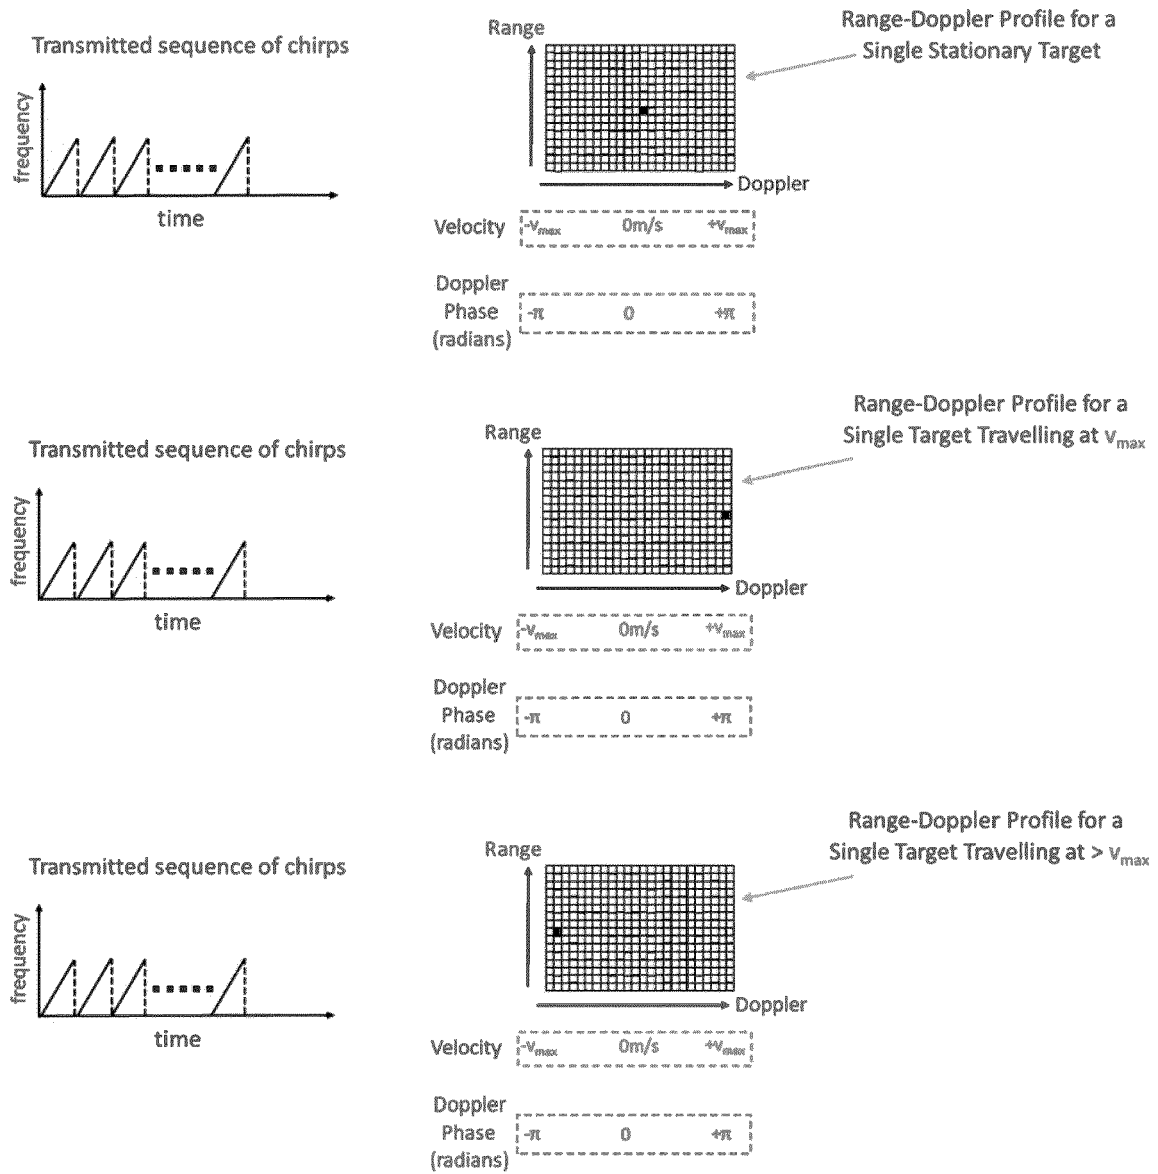 Transmitted sequence of chirps
frequency
time
Range
Doppler
Range-Doppler Profile for a
Single Stationary Target
Velocity -vmax 0m/s +vmax
Doppler
Phase
(radians)
-π 0 +π
Transmitted sequence of chirps
frequency
time
Range
Doppler
Range-Doppler Profile for a
Single Target Travelling at vmax
Velocity -vmax 0m/s +vmax
Doppler
Phase
(radians)
-π 0 +π
Transmitted sequence of chirps
frequency
time
Range
Doppler
Range-Doppler Profile for a
Single Target Travelling at > vmax
Velocity -vmax 0m/s +vmax
Doppler
Phase
(radians)
-π 0 +π